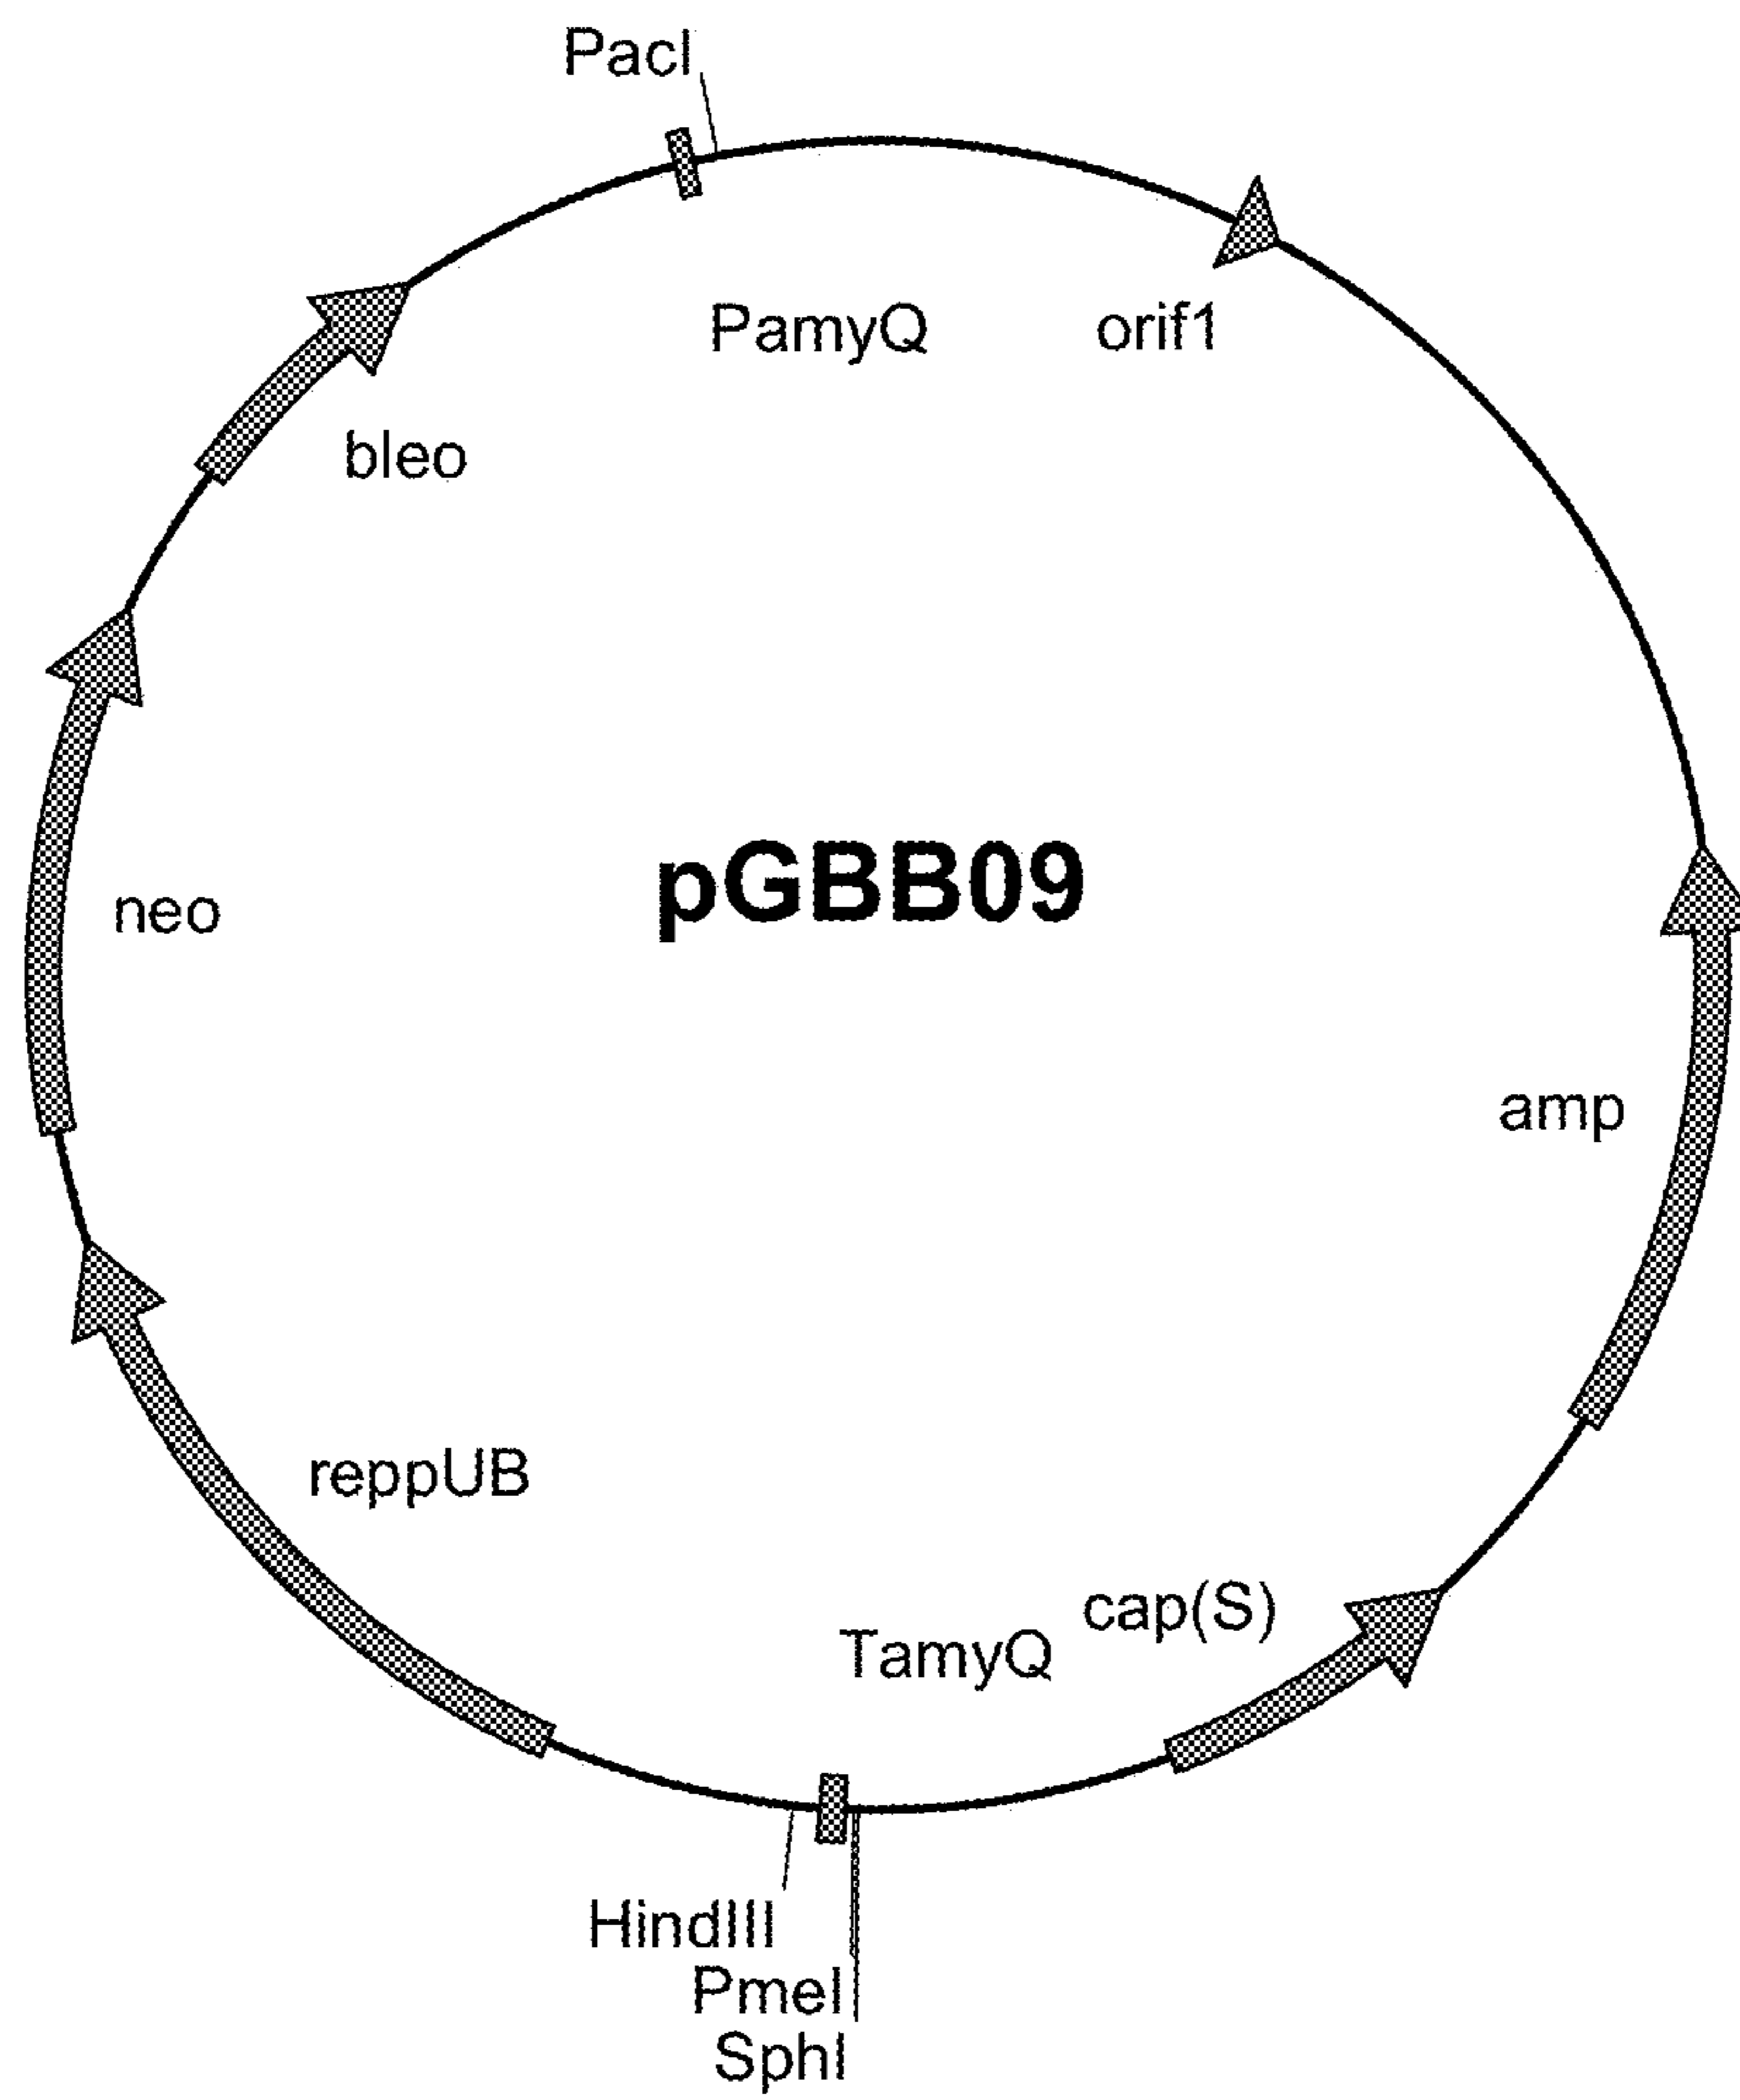 PacI
PamyQ
orif1
bleo
pGBB09
neo
amp
reppUB
cap(S)
TamyQ
HindIII
PmeI
SphI